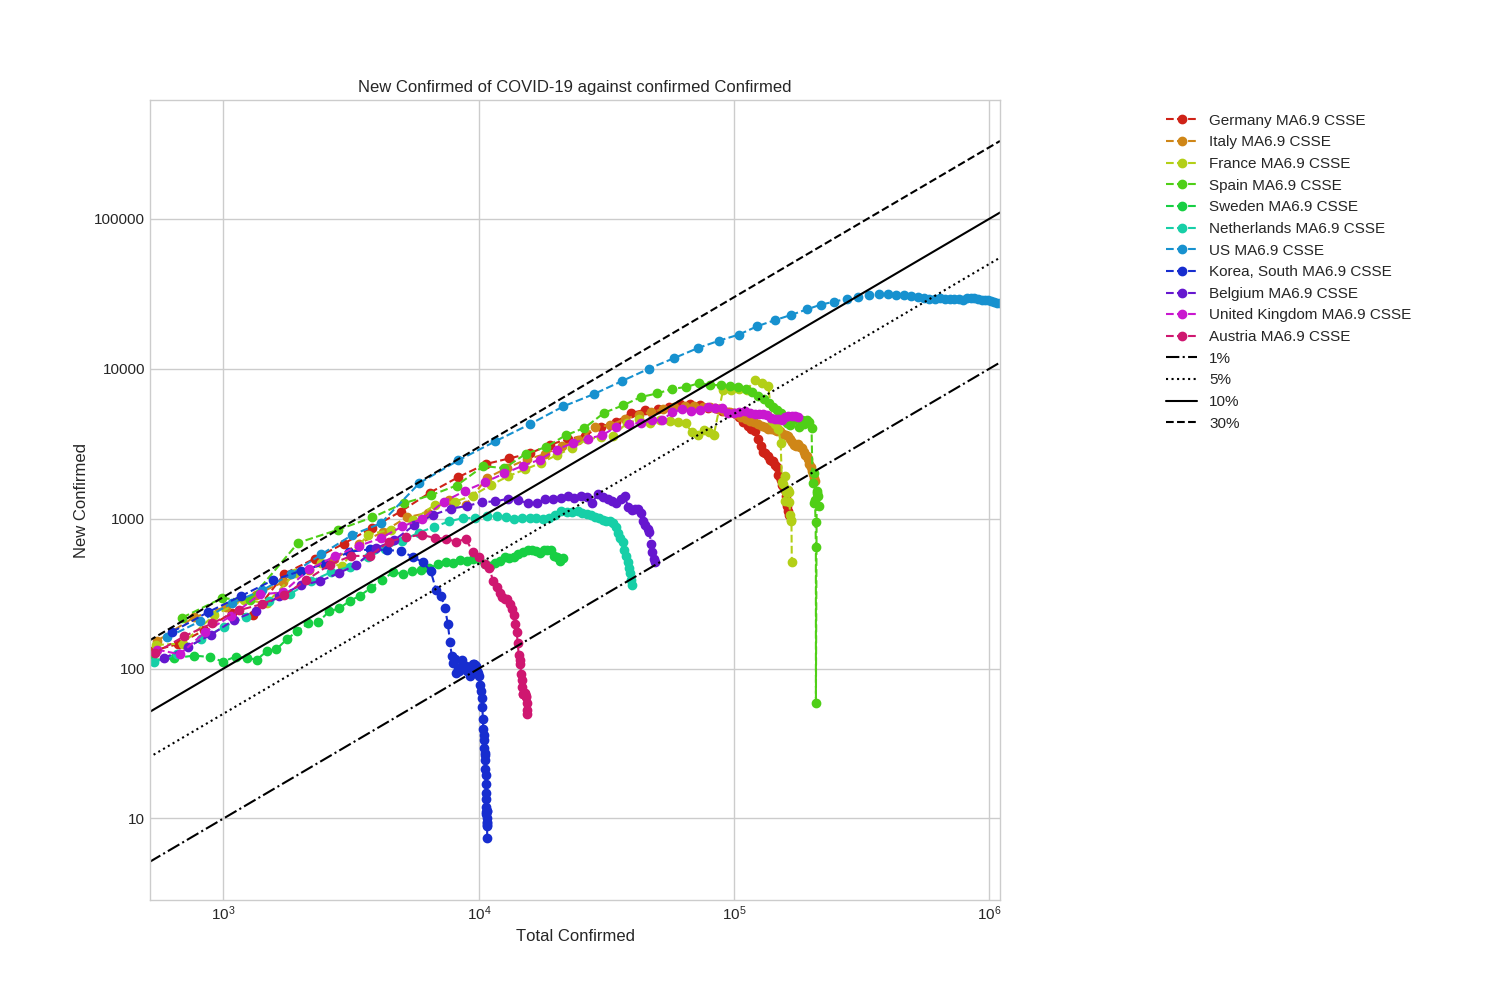 New Confirmed of COVID-19 against confirmed Confirmed
New Confirmed
100000
10000
1000
100
10
10³
10⁴
10⁵
10⁶
Total Confirmed
Germany MA6.9 CSSE
Italy MA6.9 CSSE
France MA6.9 CSSE
Spain MA6.9 CSSE
Sweden MA6.9 CSSE
Netherlands MA6.9 CSSE
US MA6.9 CSSE
Korea, South MA6.9 CSSE
Belgium MA6.9 CSSE
United Kingdom MA6.9 CSSE
Austria MA6.9 CSSE
1%
5%
10%
30%